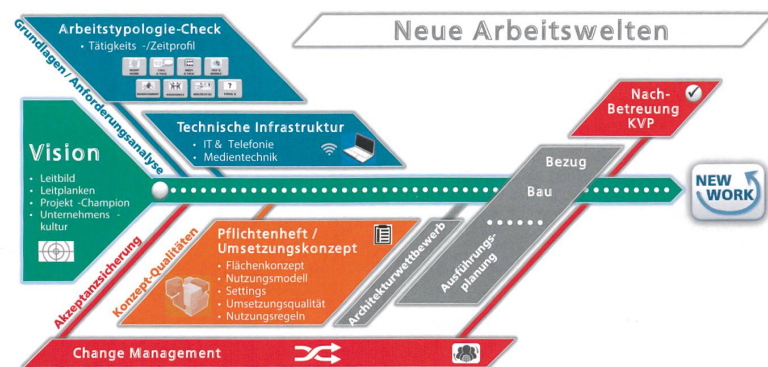 Neue Arbeitswelten
Arbeitstypologie-Check
• Tätigkeits -/Zeitprofil
Grundlagen / Anforderungsanalyse
Technische Infrastruktur
• IT & Telefonie
• Medientechnik
Vision
• Leitbild
• Leitplanken
• Projekt -Champion
• Unternehmens -
kultur
Akzeptanzsicherung
Konzept-Qualitäten
Pflichtenheft /
Umsetzungskonzept
• Flächenkonzept
• Nutzungsmodell
• Settings
• Umsetzungsqualität
• Nutzungsregeln
Architekturwettbewerb
Ausführungs-
planung
Bau
Bezug
Nach-
Betreuung
KVP
NEW
WORK
Change Management